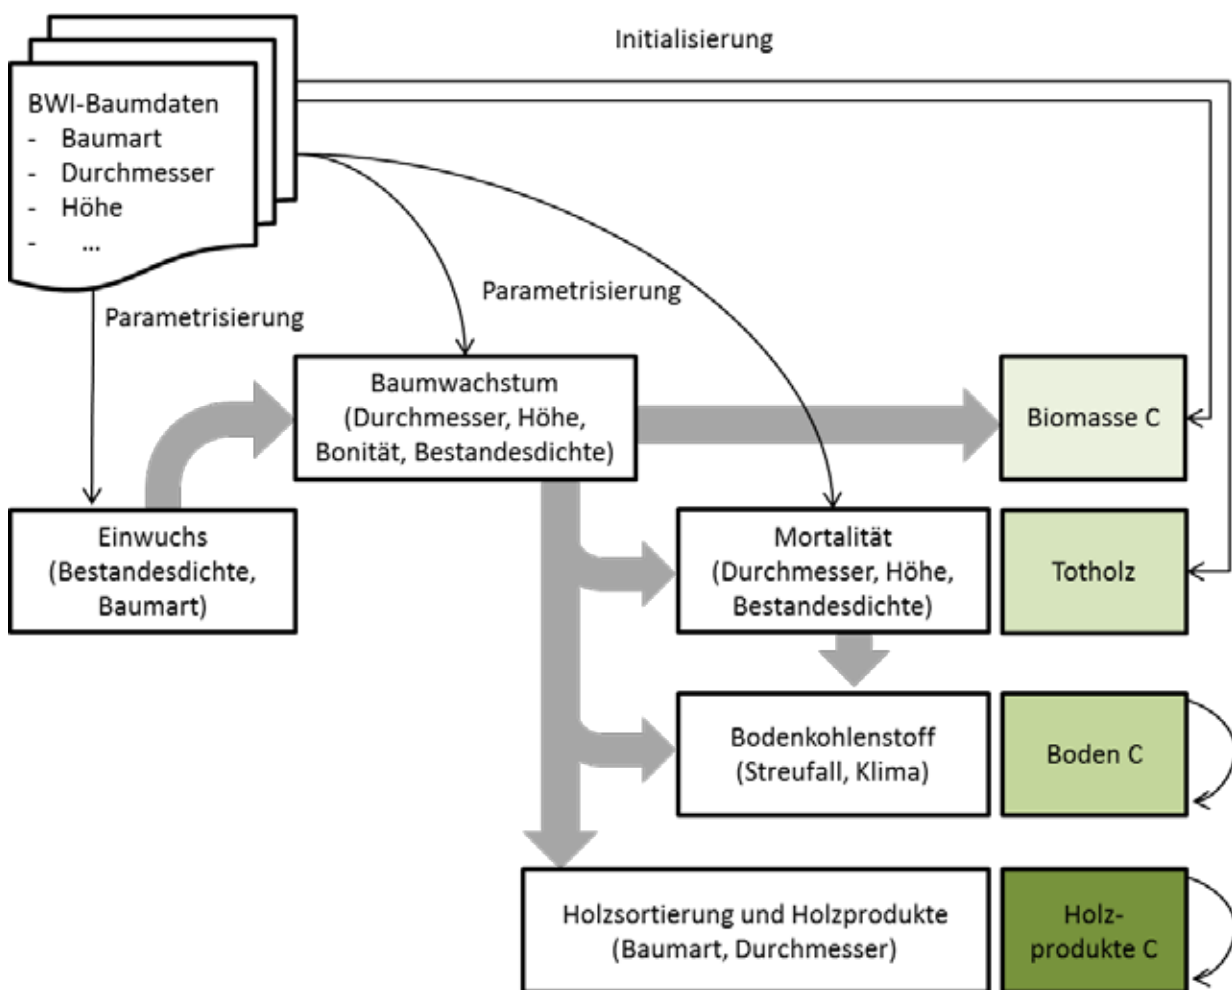 Initialisierung
BWI-Baumdaten
- Baumart
- Durchmesser
- Höhe
- ...
Parametrisierung
Parametrisierung
Baumwachstum
(Durchmesser, Höhe,
Bonität, Bestandesdichte)
Biomasse C
Einwuchs
(Bestandesdichte,
Baumart)
Mortalität
(Durchmesser, Höhe,
Bestandesdichte)
Totholz
Bodenkohlenstoff
(Streufall, Klima)
Boden C
Holzsortierung und Holzprodukte
(Baumart, Durchmesser)
Holz-
produkte C